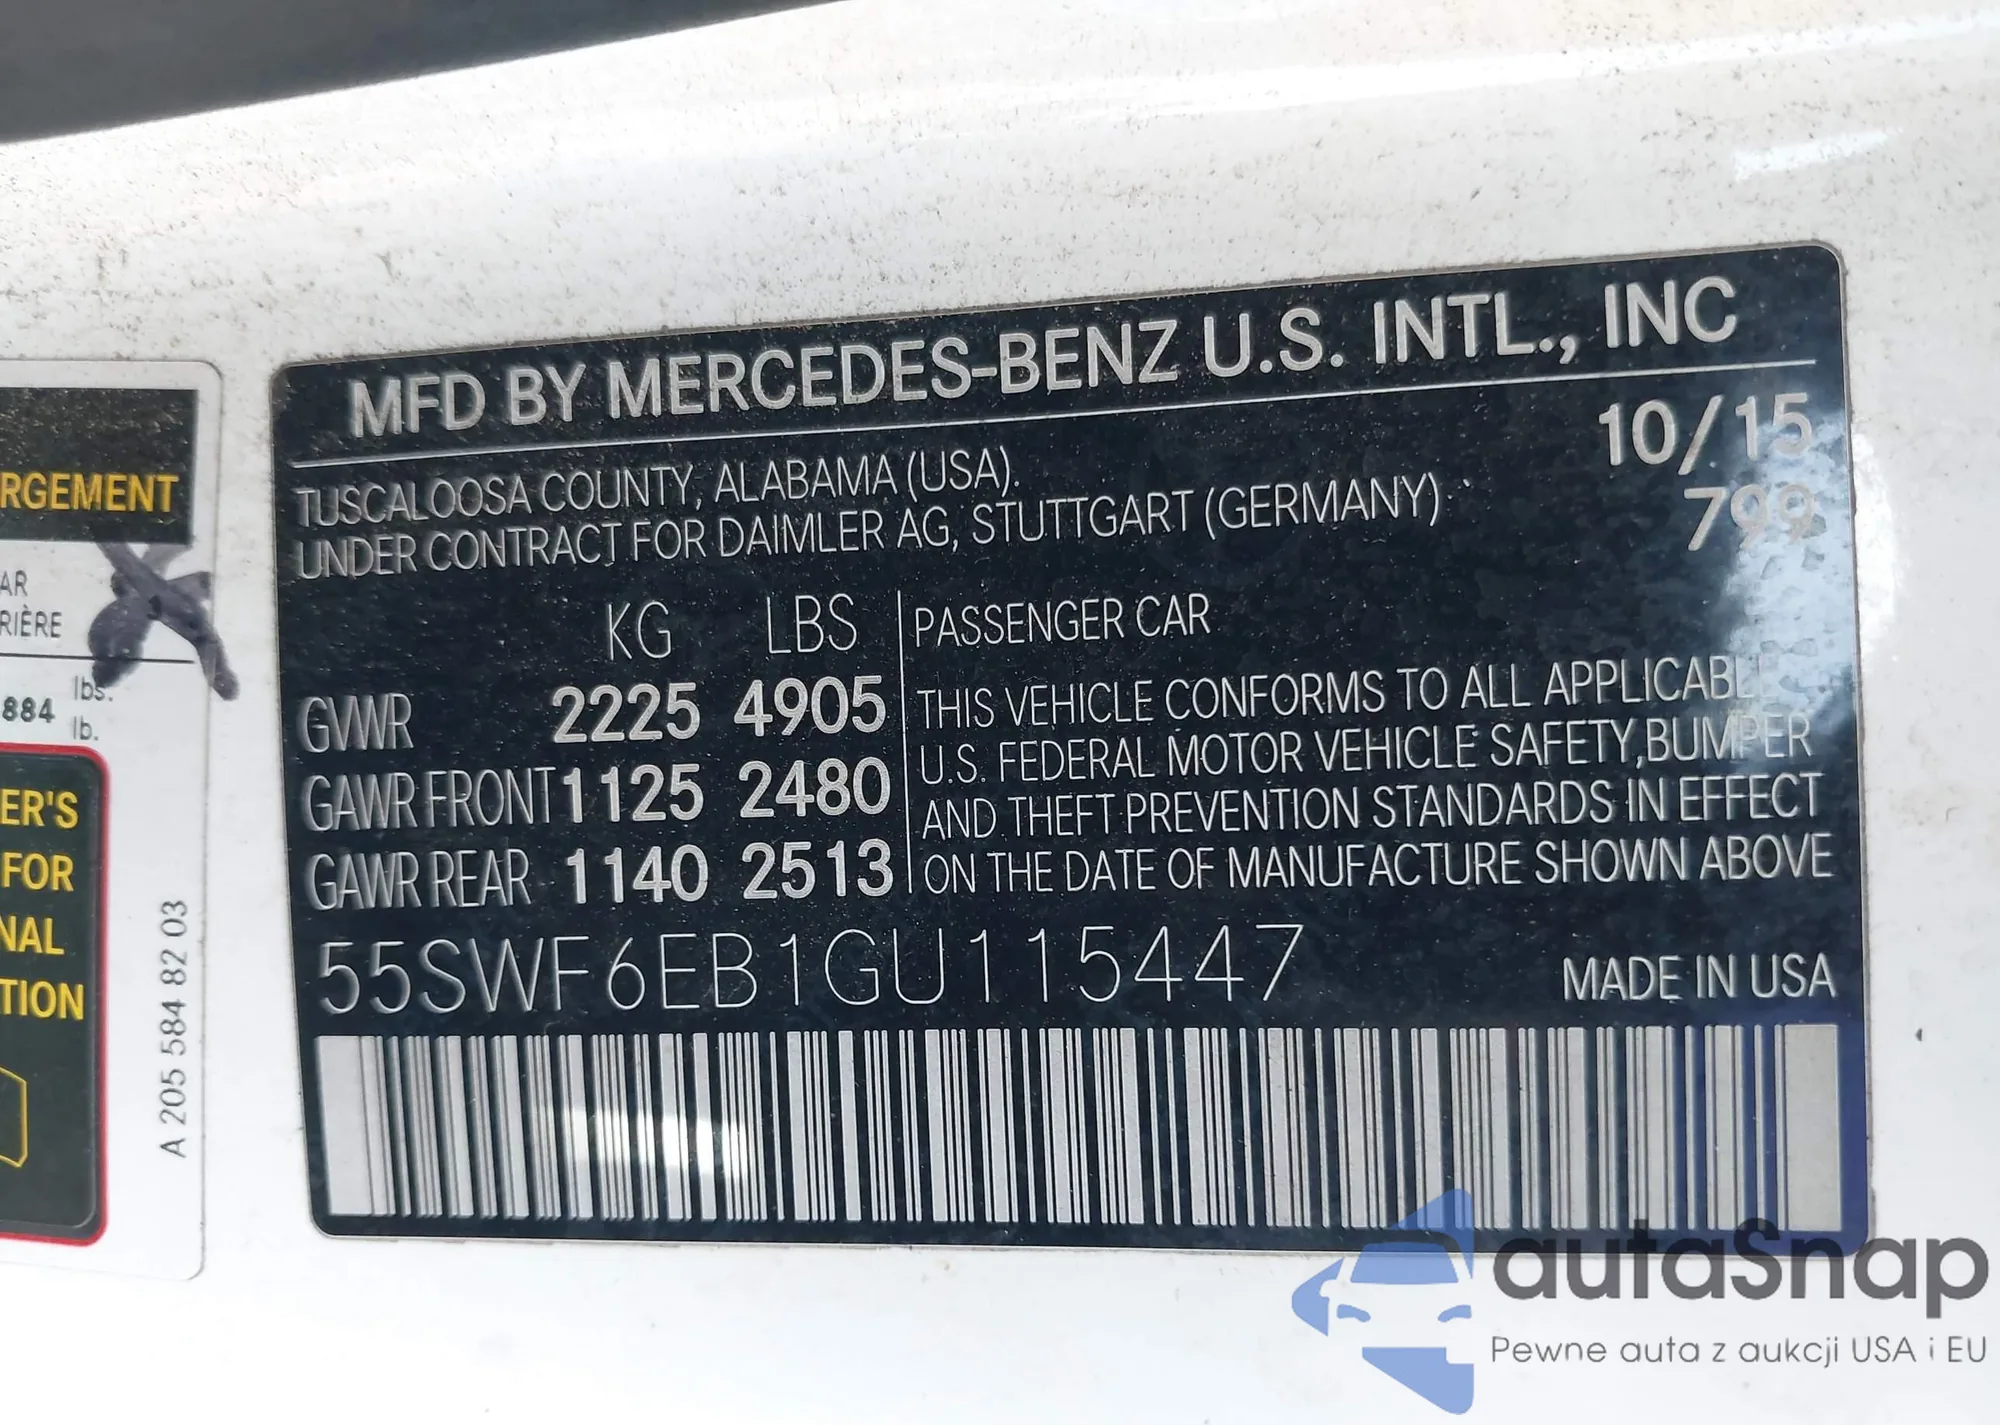 MFD BY MERCEDES-BENZ U.S. INTL., INC
10/15
TUSCALOOSA COUNTY, ALABAMA (USA).
UNDER CONTRACT FOR DAIMLER AG, STUTTGART (GERMANY)
799
KG LBS
GVWR 2225 4905
GAWR FRONT 1125 2480
GAWR REAR 1140 2513
PASSENGER CAR
THIS VEHICLE CONFORMS TO ALL APPLICABLE
U.S. FEDERAL MOTOR VEHICLE SAFETY, BUMPER
AND THEFT PREVENTION STANDARDS IN EFFECT
ON THE DATE OF MANUFACTURE SHOWN ABOVE
55SWF6EB1GU115447
MADE IN USA
RGEMENT
AR
RIÈRE
884 lbs.
lb.
ER'S
FOR
NAL
TION
A 205 584 82 03
autaSnap
Pewne auta z aukcji USA i EU